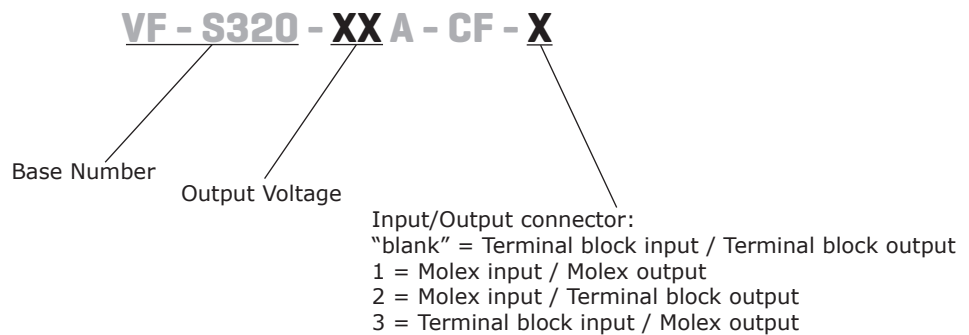 VF - S320 - XX A - CF - X
Base Number
Output Voltage
Input/Output connector:
“blank” = Terminal block input / Terminal block output
1 = Molex input / Molex output
2 = Molex input / Terminal block output
3 = Terminal block input / Molex output